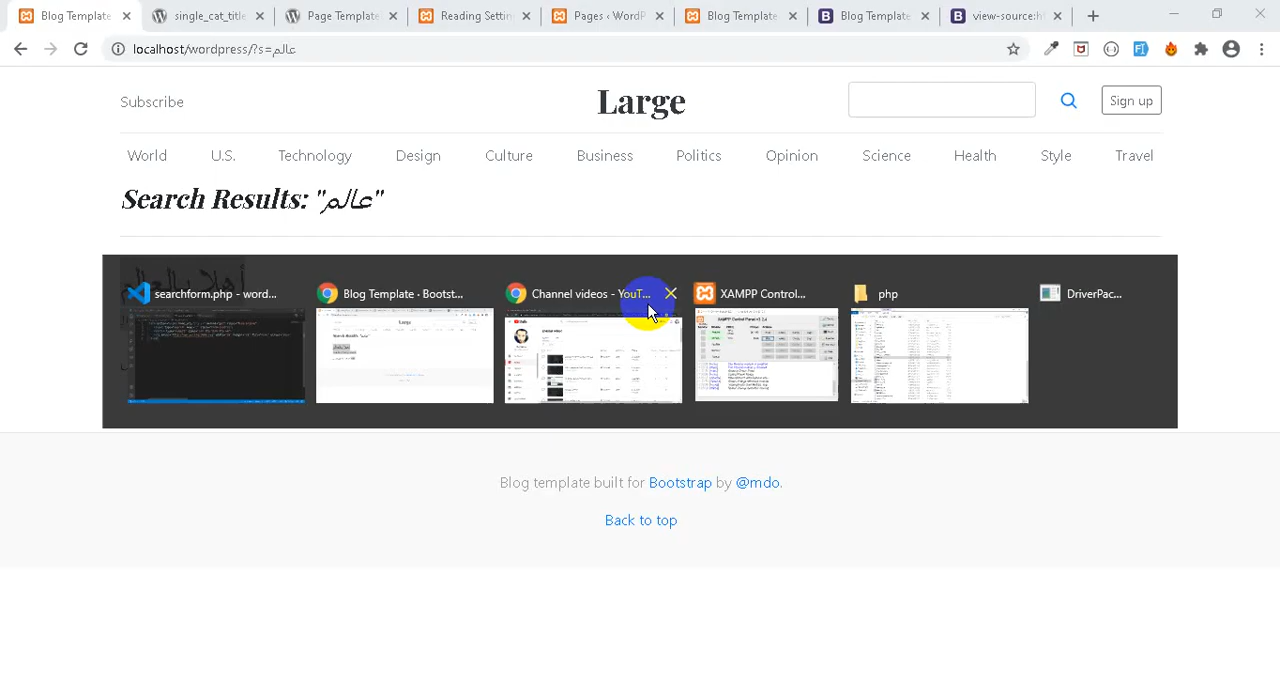 Blog Template
single_cat_title
Page Template
Reading Settin
Pages ‹ WordP
Blog Template
Blog Template
view-source:h
localhost/wordpress/?s=عالم
Subscribe
Large
Sign up
World U.S. Technology Design Culture Business Politics Opinion Science Health Style Travel
Search Results: "عالم"
أهلا بالعالم
searchform.php - word...
Blog Template · Bootst...
Channel videos - YouT...
XAMPP Control...
php
DriverPac...
Blog template built for Bootstrap by @mdo.
Back to top